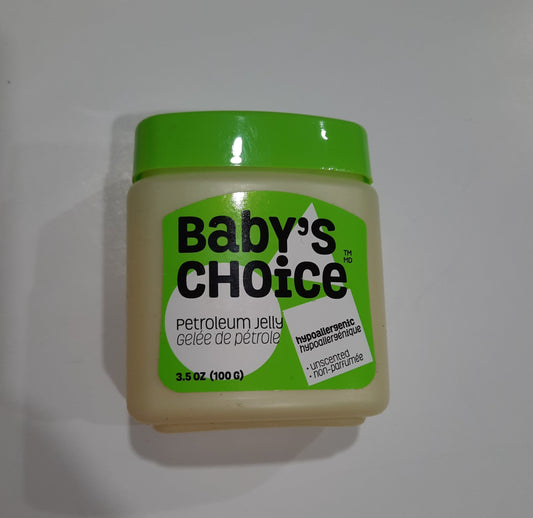 Baby's
CHOiCe
TM
MD
Petroleum Jelly
Gelée de pétrole
hypoallergenic
hypoallergénique
• unscented
• non-parfumée
3.5 OZ (100 G)